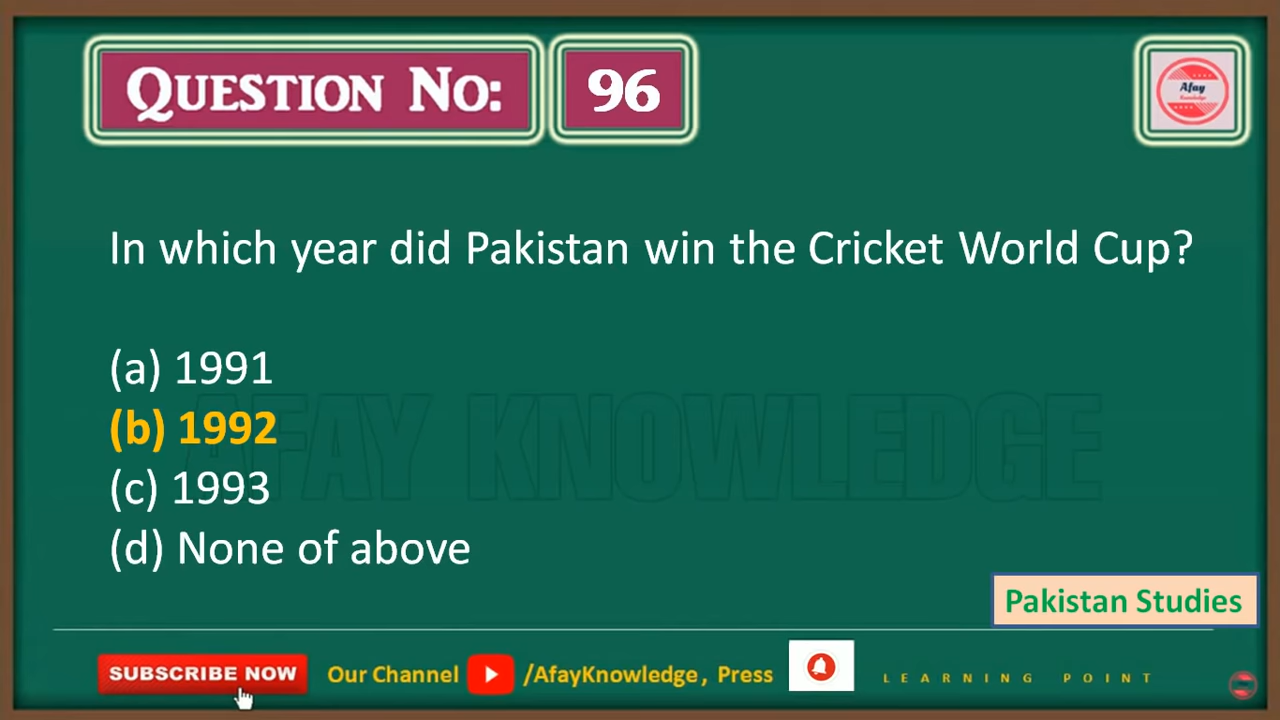 QUESTION NO: 96
Afay
Knowledge
In which year did Pakistan win the Cricket World Cup?
(a) 1991
(b) 1992
(c) 1993
(d) None of above
AFAY KNOWLEDGE
Pakistan Studies
SUBSCRIBE NOW Our Channel /AfayKnowledge, Press
LEARNING POINT